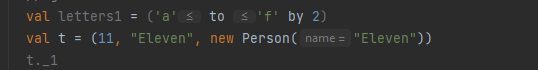 val letters1 = ('a' ≤ to ≤ 'f' by 2)
val t = (11, "Eleven", new Person( name = "Eleven"))
t._1